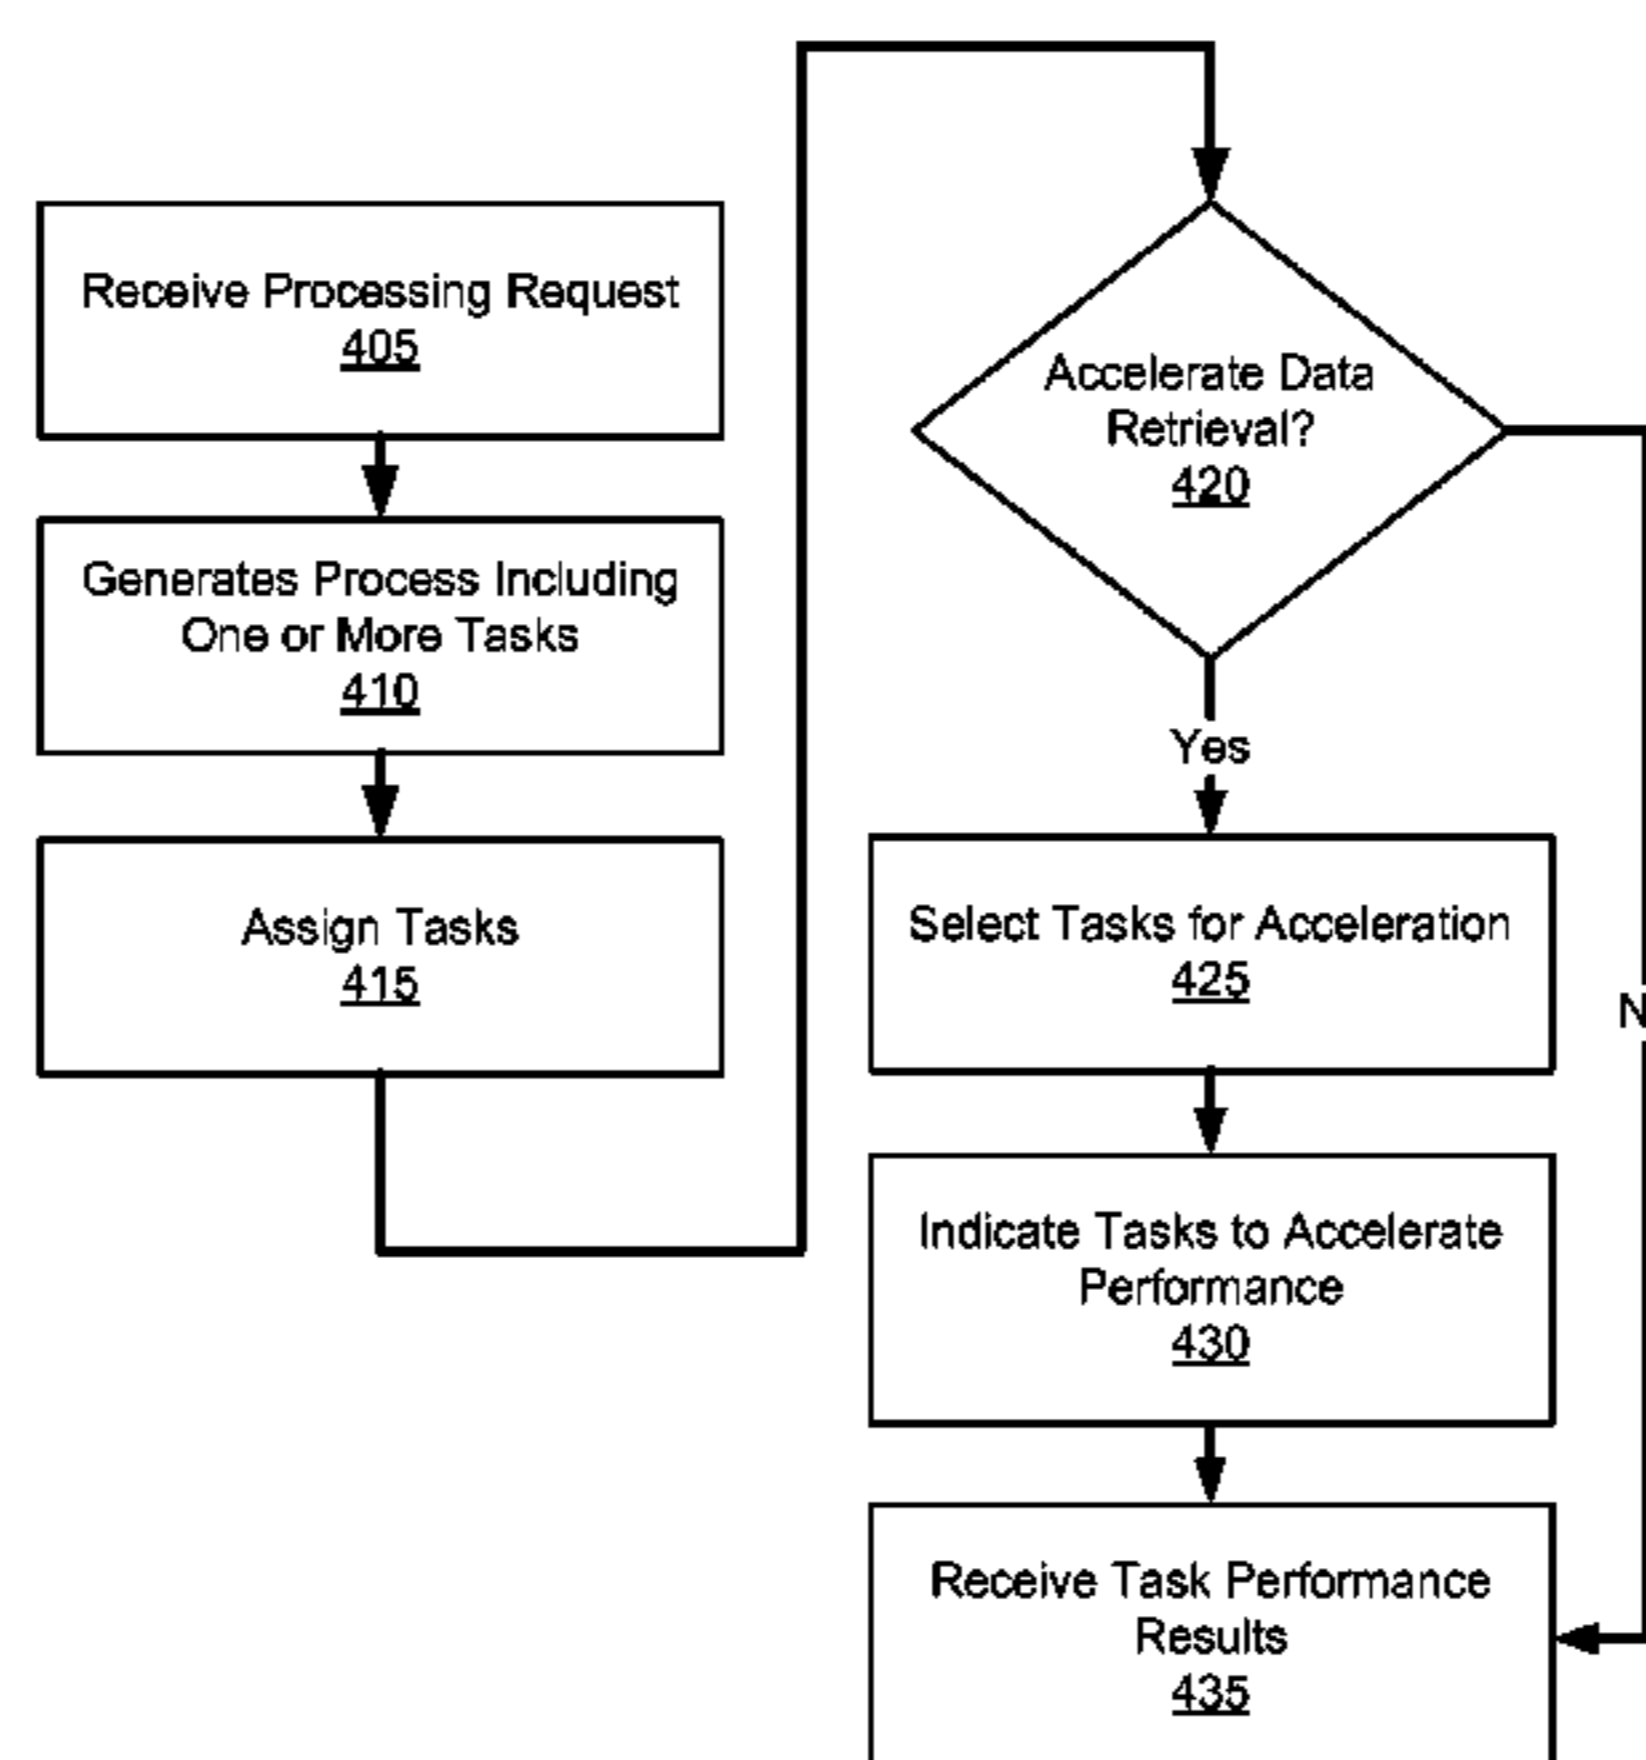 Receive Processing Request
405
Generates Process Including
One or More Tasks
410
Assign Tasks
415
Accelerate Data
Retrieval?
420
Yes
Select Tasks for Acceleration
425
N
Indicate Tasks to Accelerate
Performance
430
Receive Task Performance
Results
435